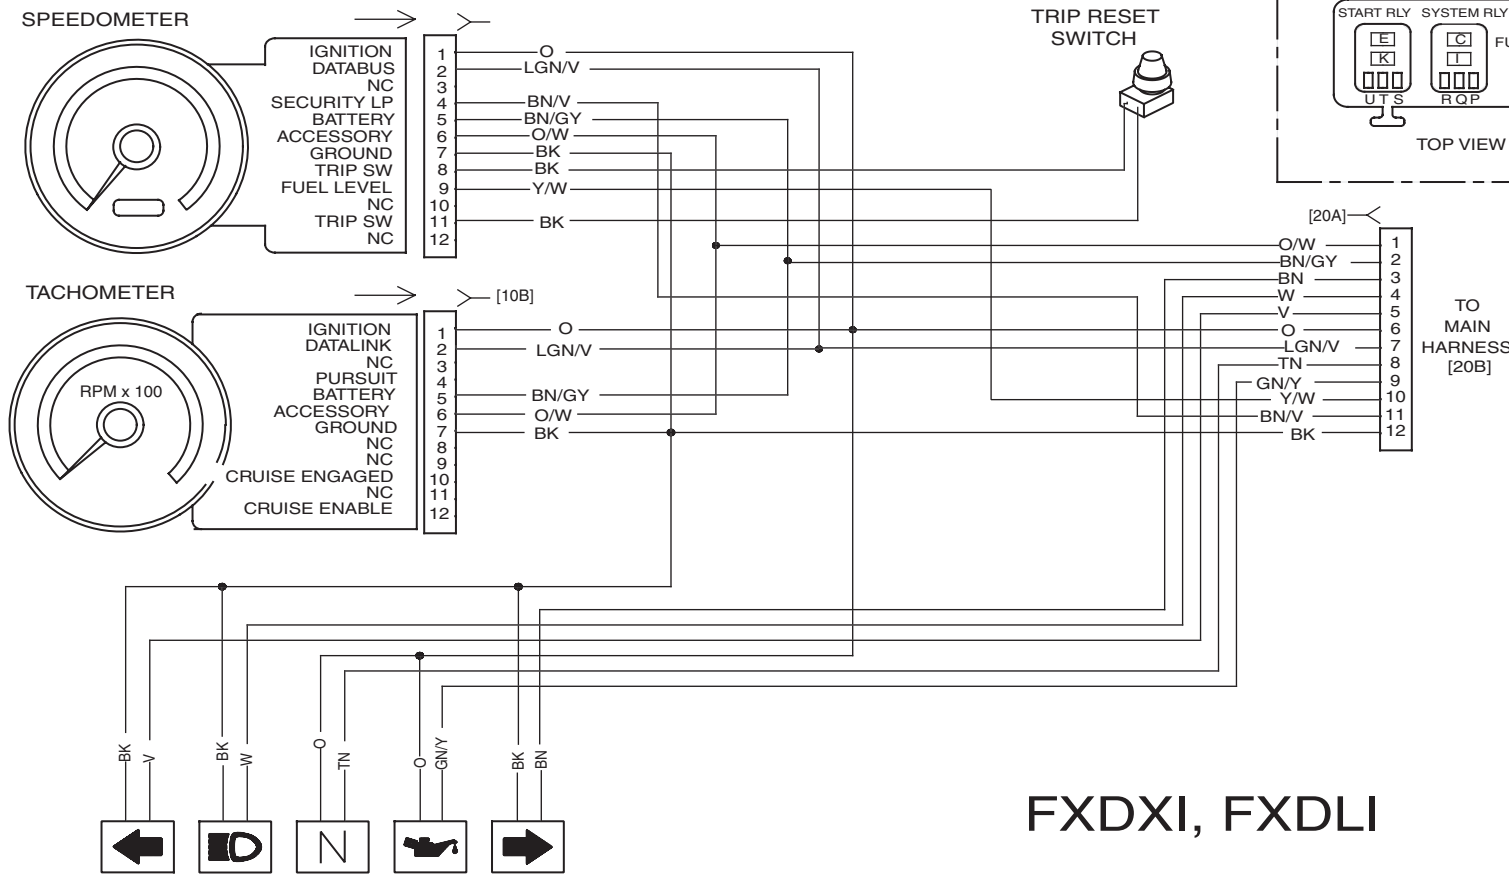 SPEEDOMETER
IGNITION
DATABUS
NC
SECURITY LP
BATTERY
ACCESSORY
GROUND
TRIP SW
FUEL LEVEL
NC
TRIP SW
NC
1
2
3
4
5
6
7
8
9
10
11
12
O
LGN/V
BN/V
BN/GY
O/W
BK
BK
Y/W
BK
TRIP RESET
SWITCH
START RLY SYSTEM RLY
E
K
U T S
C
I
R Q P
FU
TOP VIEW
TACHOMETER
[10B]
RPM x 100
IGNITION
DATALINK
NC
PURSUIT
BATTERY
ACCESSORY
GROUND
NC
NC
CRUISE ENGAGED
NC
CRUISE ENABLE
1
2
3
4
5
6
7
8
9
10
11
12
O
LGN/V
BN/GY
O/W
BK
[20A]
O/W 1
BN/GY 2
BN 3
W 4
V 5
O 6
LGN/V 7
TN 8
GN/Y 9
Y/W 10
BN/V 11
BK 12
TO
MAIN
HARNESS
[20B]
BK
V
BK
W
O
TN
O
GN/Y
BK
BN
N
FXDXI, FXDLI